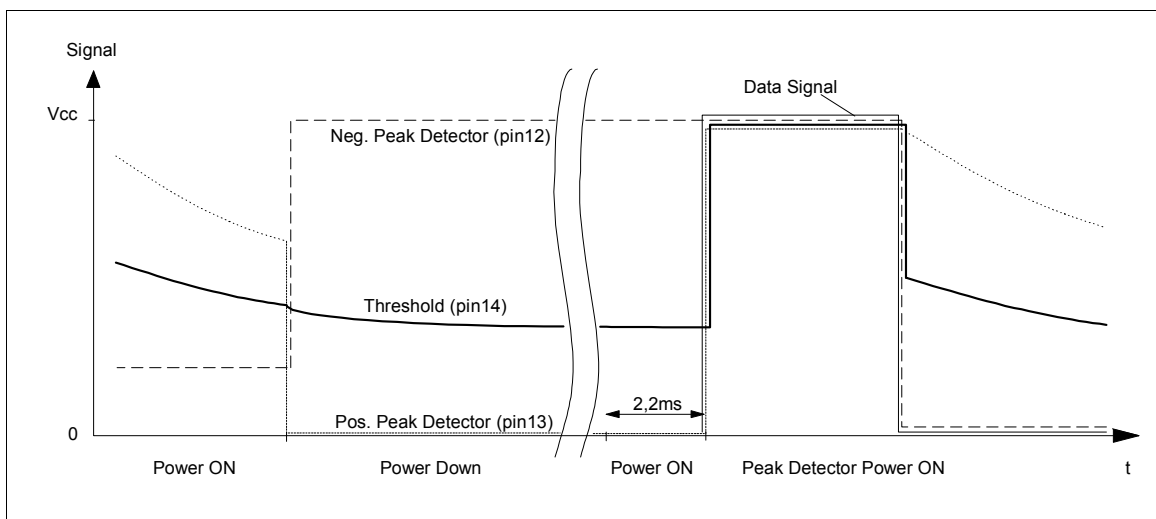 Signal
Data Signal
Vcc
Neg. Peak Detector (pin12)
Threshold (pin14)
2,2ms
Pos. Peak Detector (pin13)
0
Power ON Power Down Power ON Peak Detector Power ON t